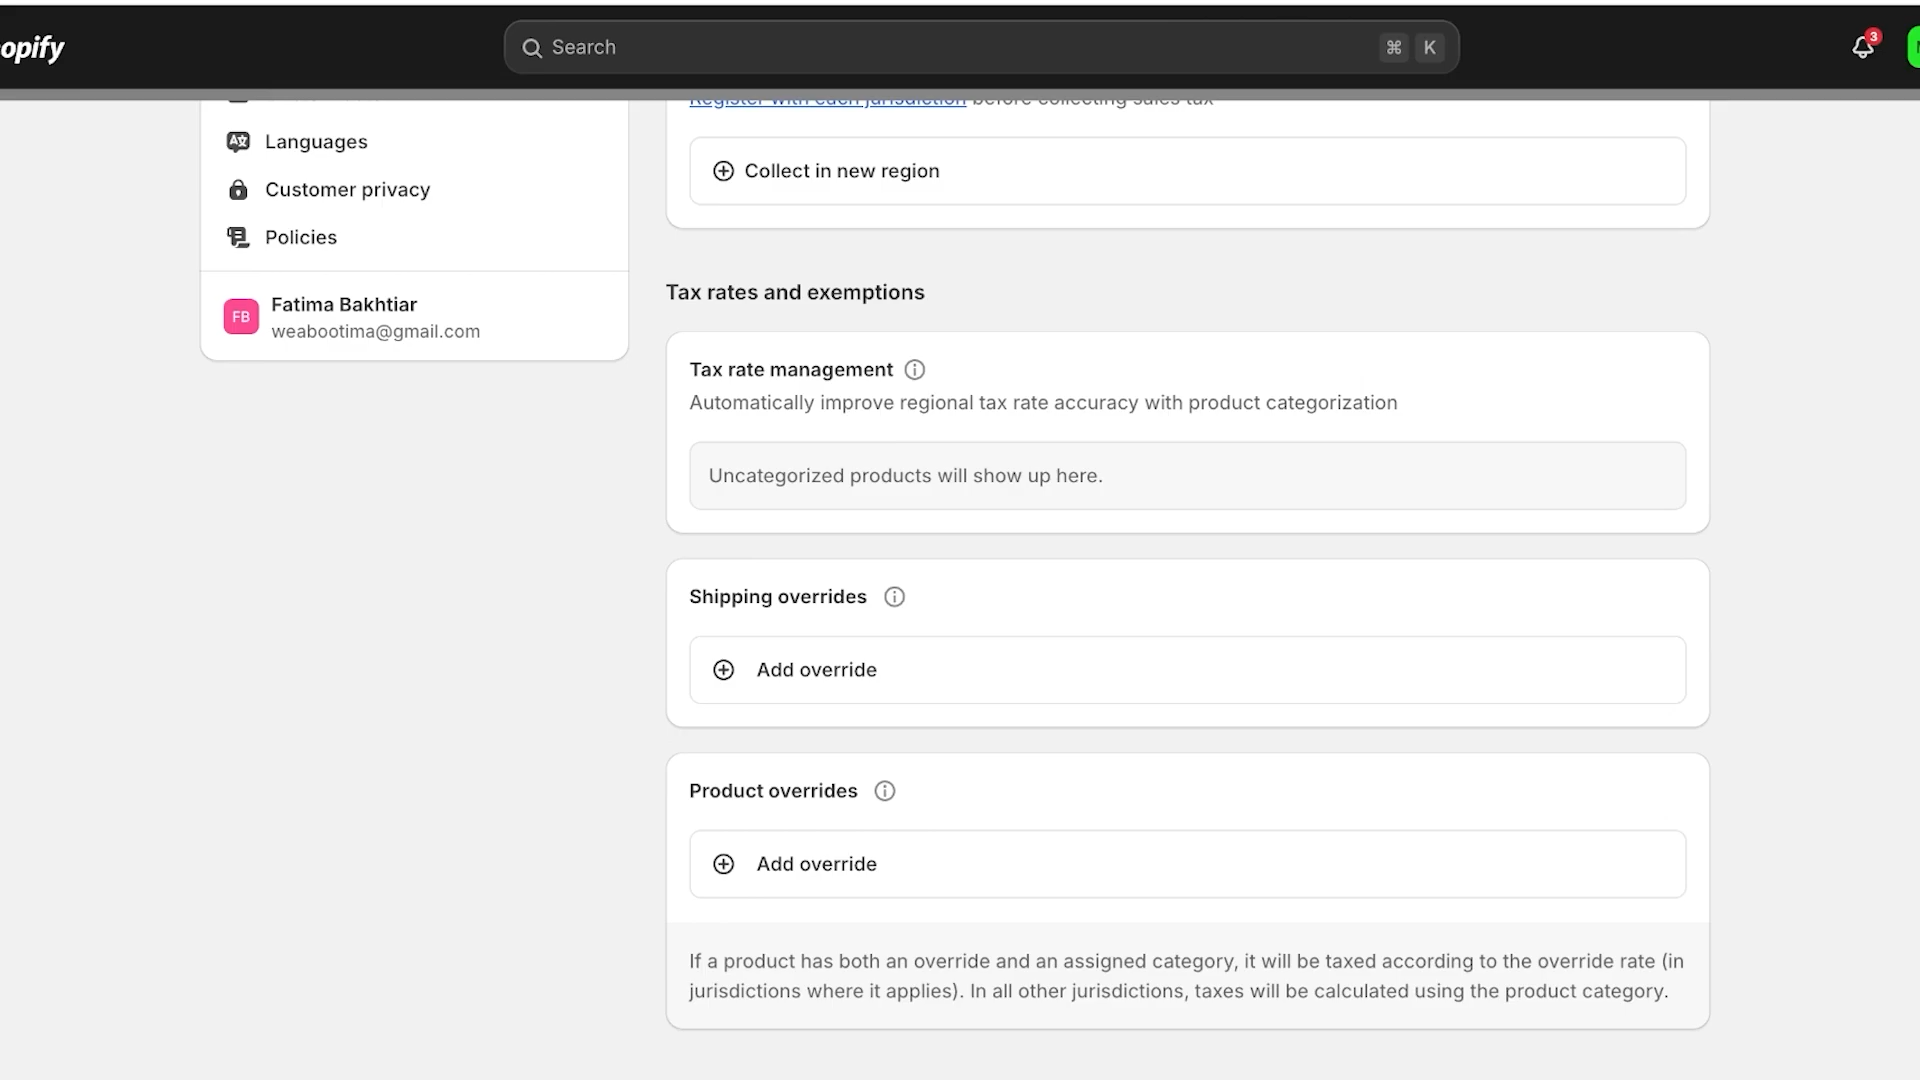 opify
Search
⌘ K
3
Register with each jurisdiction before collecting sales tax
Languages
Customer privacy
Policies
FB
Fatima Bakhtiar
weabootima@gmail.com
Collect in new region
Tax rates and exemptions
Tax rate management
Automatically improve regional tax rate accuracy with product categorization
Uncategorized products will show up here.
Shipping overrides
Add override
Product overrides
Add override
If a product has both an override and an assigned category, it will be taxed according to the override rate (in
jurisdictions where it applies). In all other jurisdictions, taxes will be calculated using the product category.